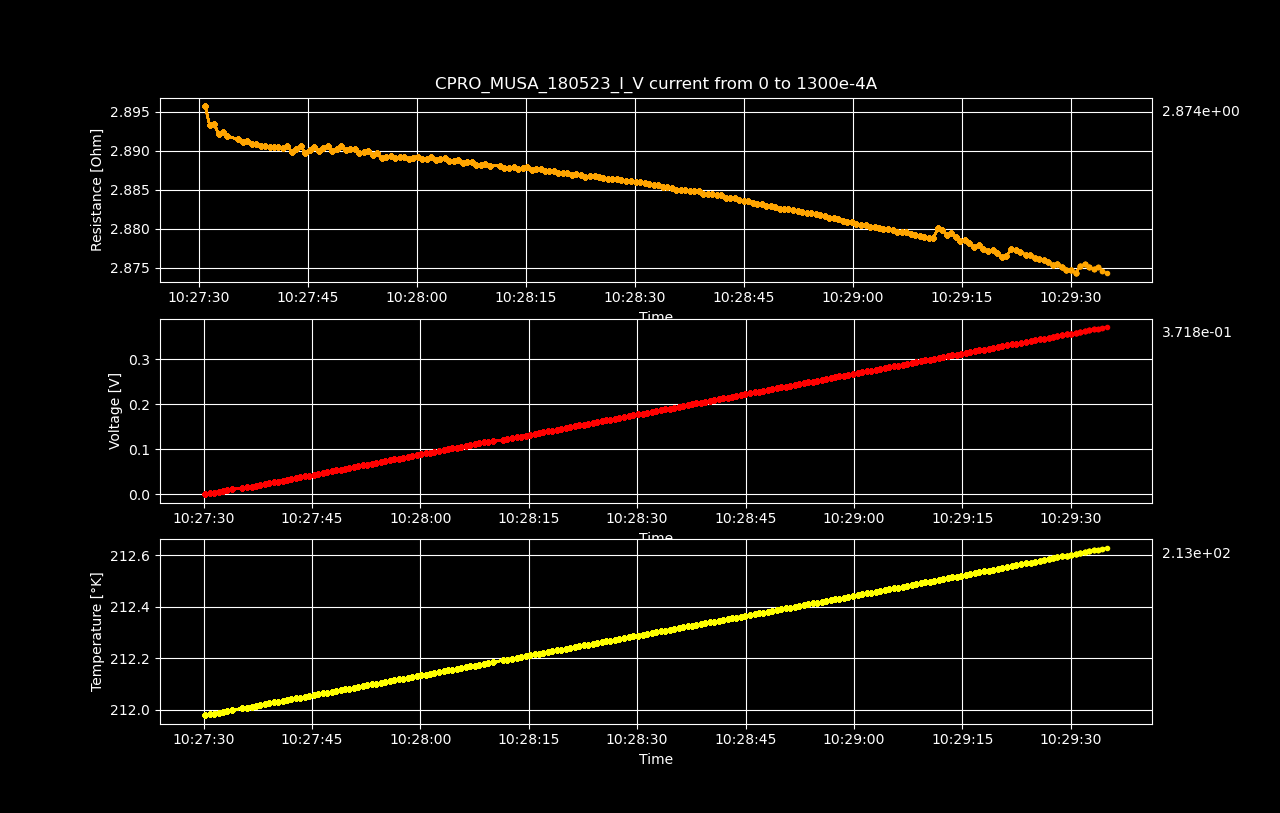 CPRO_MUSA_180523_I_V current from 0 to 1300e-4A
2.874e+00
Resistance [Ohm]
2.895
2.890
2.885
2.880
2.875
10:27:30 10:27:45 10:28:00 10:28:15 10:28:30 10:28:45 10:29:00 10:29:15 10:29:30
Time
3.718e-01
Voltage [V]
0.3
0.2
0.1
0.0
10:27:30 10:27:45 10:28:00 10:28:15 10:28:30 10:28:45 10:29:00 10:29:15 10:29:30
Time
2.13e+02
Temperature [°K]
212.6
212.4
212.2
212.0
10:27:30 10:27:45 10:28:00 10:28:15 10:28:30 10:28:45 10:29:00 10:29:15 10:29:30
Time